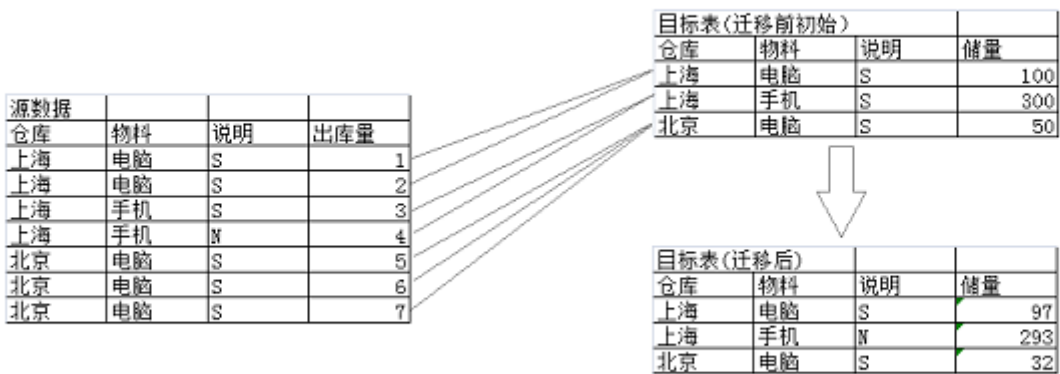 源数据
仓库 物料 说明 出库量
上海 电脑 S 1
上海 电脑 S 2
上海 手机 S 3
上海 手机 N 4
北京 电脑 S 5
北京 电脑 S 6
北京 电脑 S 7
目标表(迁移前初始)
仓库 物料 说明 储量
上海 电脑 S 100
上海 手机 S 300
北京 电脑 S 50
目标表(迁移后)
仓库 物料 说明 储量
上海 电脑 S 97
上海 手机 N 293
北京 电脑 S 32